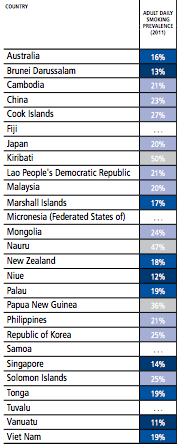 COUNTRY
ADULT DAILY
SMOKING
PREVALENCE
(2011)
Australia 16%
Brunei Darussalam 13%
Cambodia 21%
China 23%
Cook Islands 27%
Fiji ...
Japan 20%
Kiribati 50%
Lao People's Democratic Republic 21%
Malaysia 20%
Marshall Islands 17%
Micronesia (Federated States of) ...
Mongolia 24%
Nauru 47%
New Zealand 18%
Niue 12%
Palau 19%
Papua New Guinea 36%
Philippines 21%
Republic of Korea 25%
Samoa ...
Singapore 14%
Solomon Islands 25%
Tonga 19%
Tuvalu ...
Vanuatu 11%
Viet Nam 19%